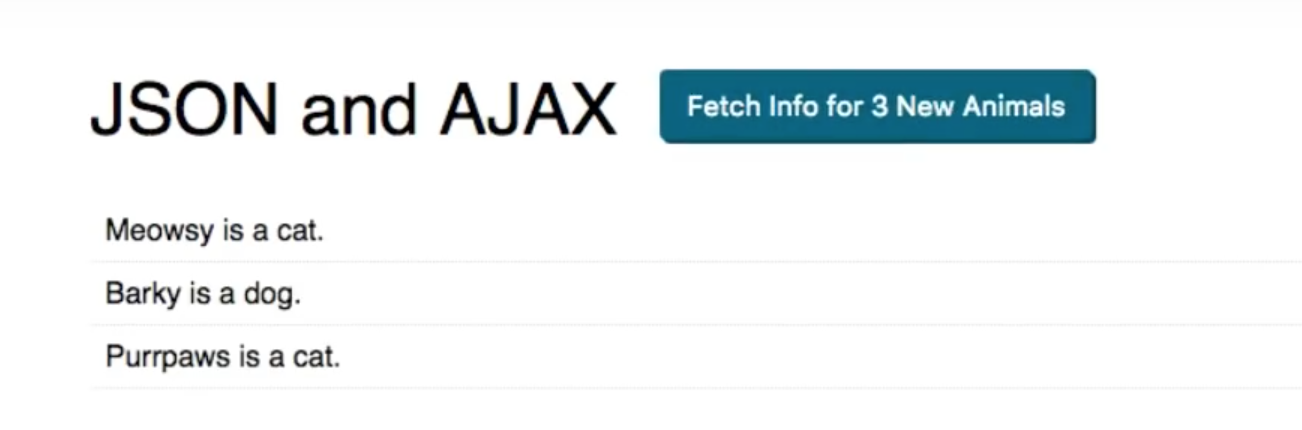 JSON and AJAX
Fetch Info for 3 New Animals
Meowsy is a cat.
Barky is a dog.
Purrpaws is a cat.